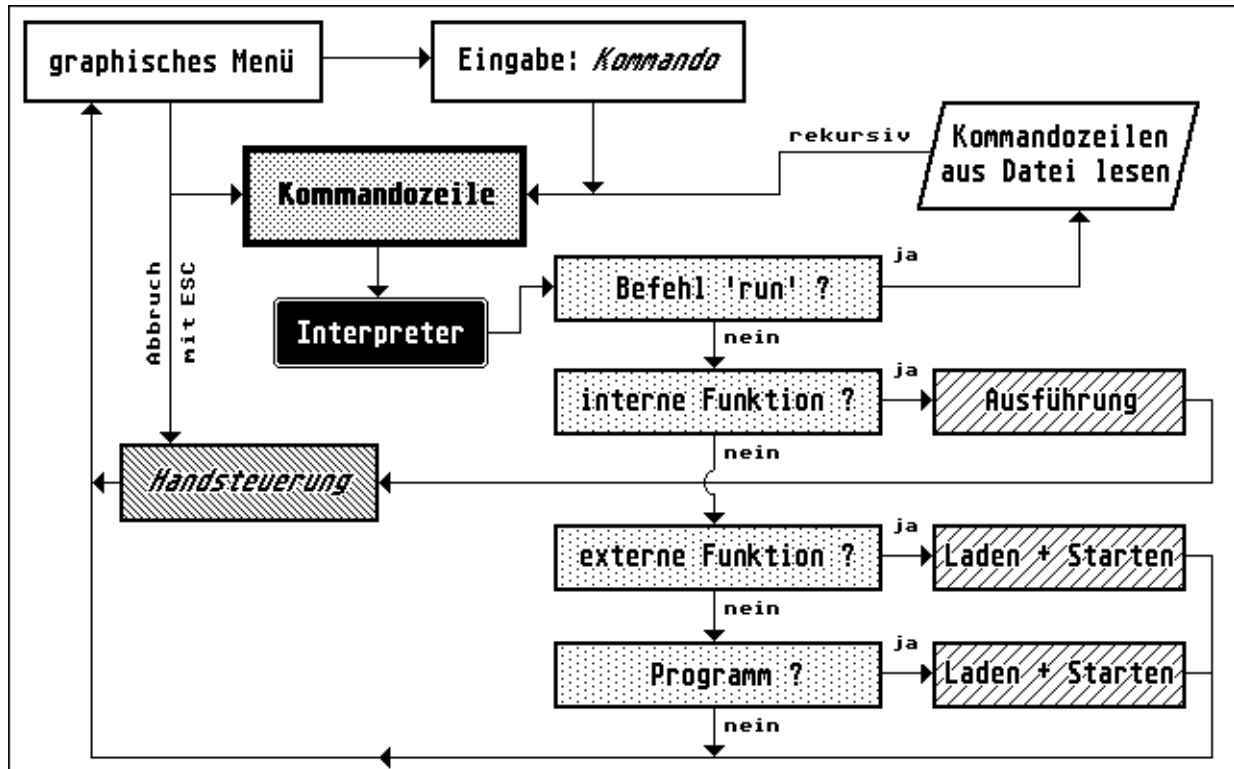 graphisches Menü
Eingabe: Kommando
rekursiv
Kommandozeilen
aus Datei lesen
Kommandozeile
Abbruch
mit ESC
Interpreter
Befehl 'run' ?
ja
nein
interne Funktion ?
ja
Ausführung
nein
Handsteuerung
externe Funktion ?
ja
Laden + Starten
nein
Programm ?
ja
Laden + Starten
nein